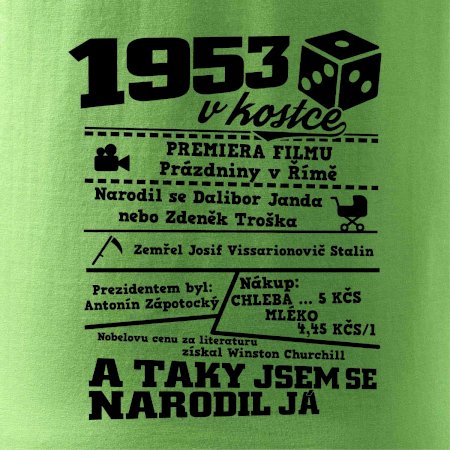 1953
v kostce
PREMIERA FILMU
Prázdniny v Římě
Narodil se Dalibor Janda
nebo Zdeněk Troška
Zemřel Josif Vissarionovič Stalin
Prezidentem byl:
Antonín Zápotocký
Nákup:
CHLEBA ... 5 KČS
MLÉKO
4,45 KČS/l
Nobelovu cenu za literaturu
získal Winston Churchill
A TAKY JSEM SE
NARODIL JÁ